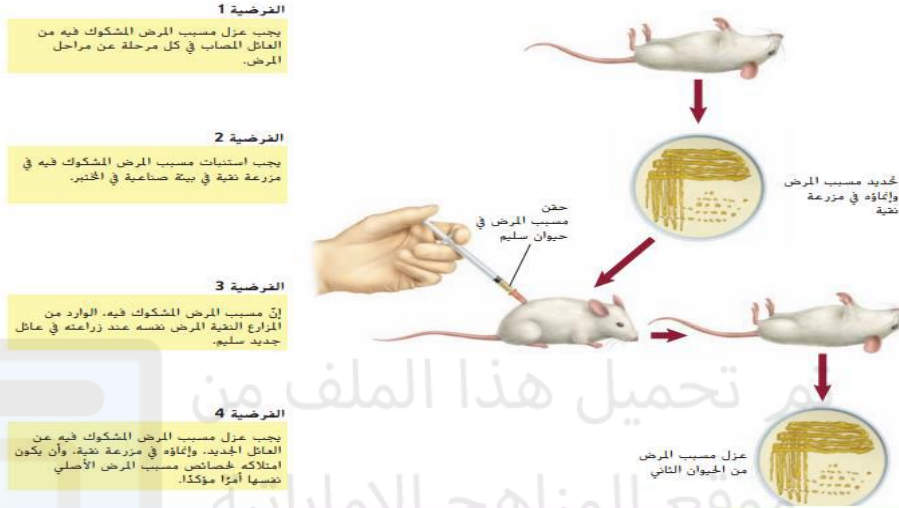 الفرضية 1
يجب عزل مسبب المرض المشكوك فيه من
العائل المصاب في كل مرحلة عن مراحل
المرض.
الفرضية 2
يجب استنبات مسبب المرض المشكوك فيه في
مزرعة نقية في بيئة صناعية في المختبر.
تحديد مسبب المرض
وإنماؤه في مزرعة
نقية
حقن
مسبب المرض في
حيوان سليم
الفرضية 3
إنّ مسبب المرض المشكوك فيه، الوارد من
المزارع النقية المرض نفسه عند زراعته في عائل
جديد سليم.
تم تحميل هذا الملف من
الفرضية 4
يجب عزل مسبب المرض المشكوك فيه عن
العائل الجديد، وإنماؤه في مزرعة نقية، وأن يكون
امتلاكه لخصائص مسبب المرض الأصلي
نفسها أمرًا مؤكدًا.
عزل مسبب المرض
من الحيوان الثاني
موقع المناهج الإماراتية